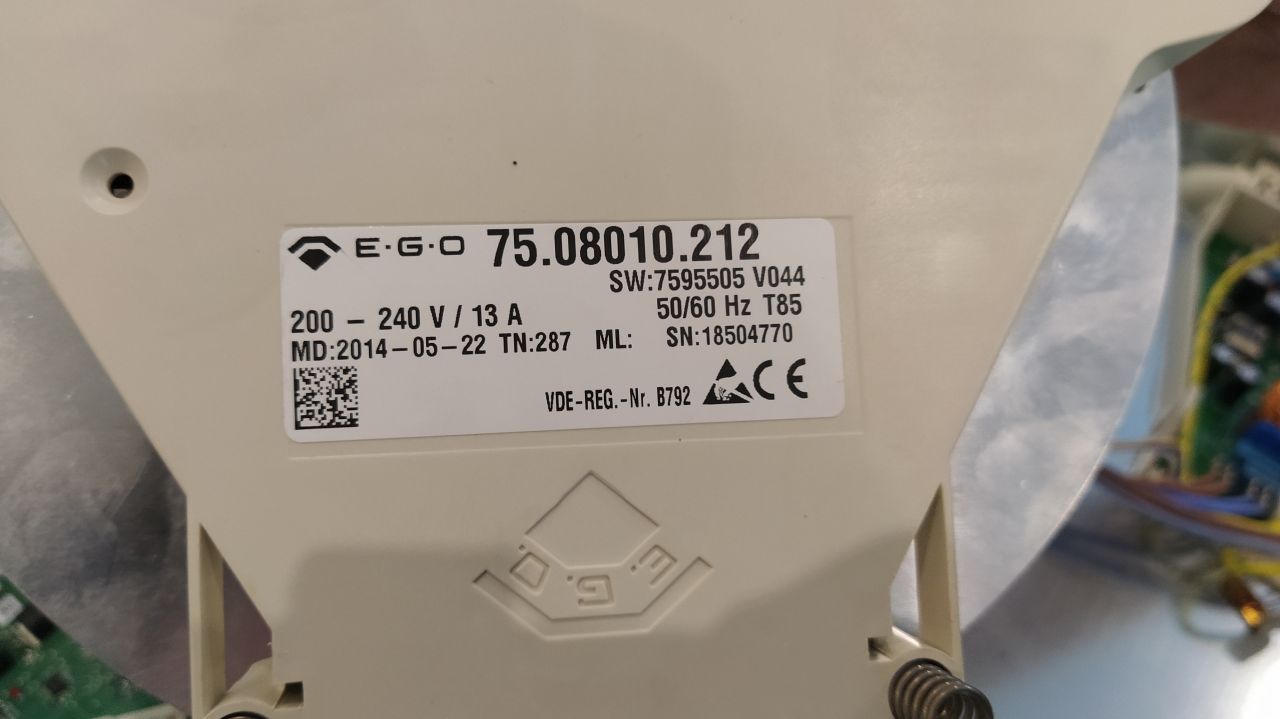 E·G·O 75.08010.212
SW:7595505 V044
200 – 240 V / 13 A 50/60 Hz T85
MD:2014-05-22 TN:287 ML: SN:18504770
VDE-REG.-Nr. B792 CE
E.G.O.